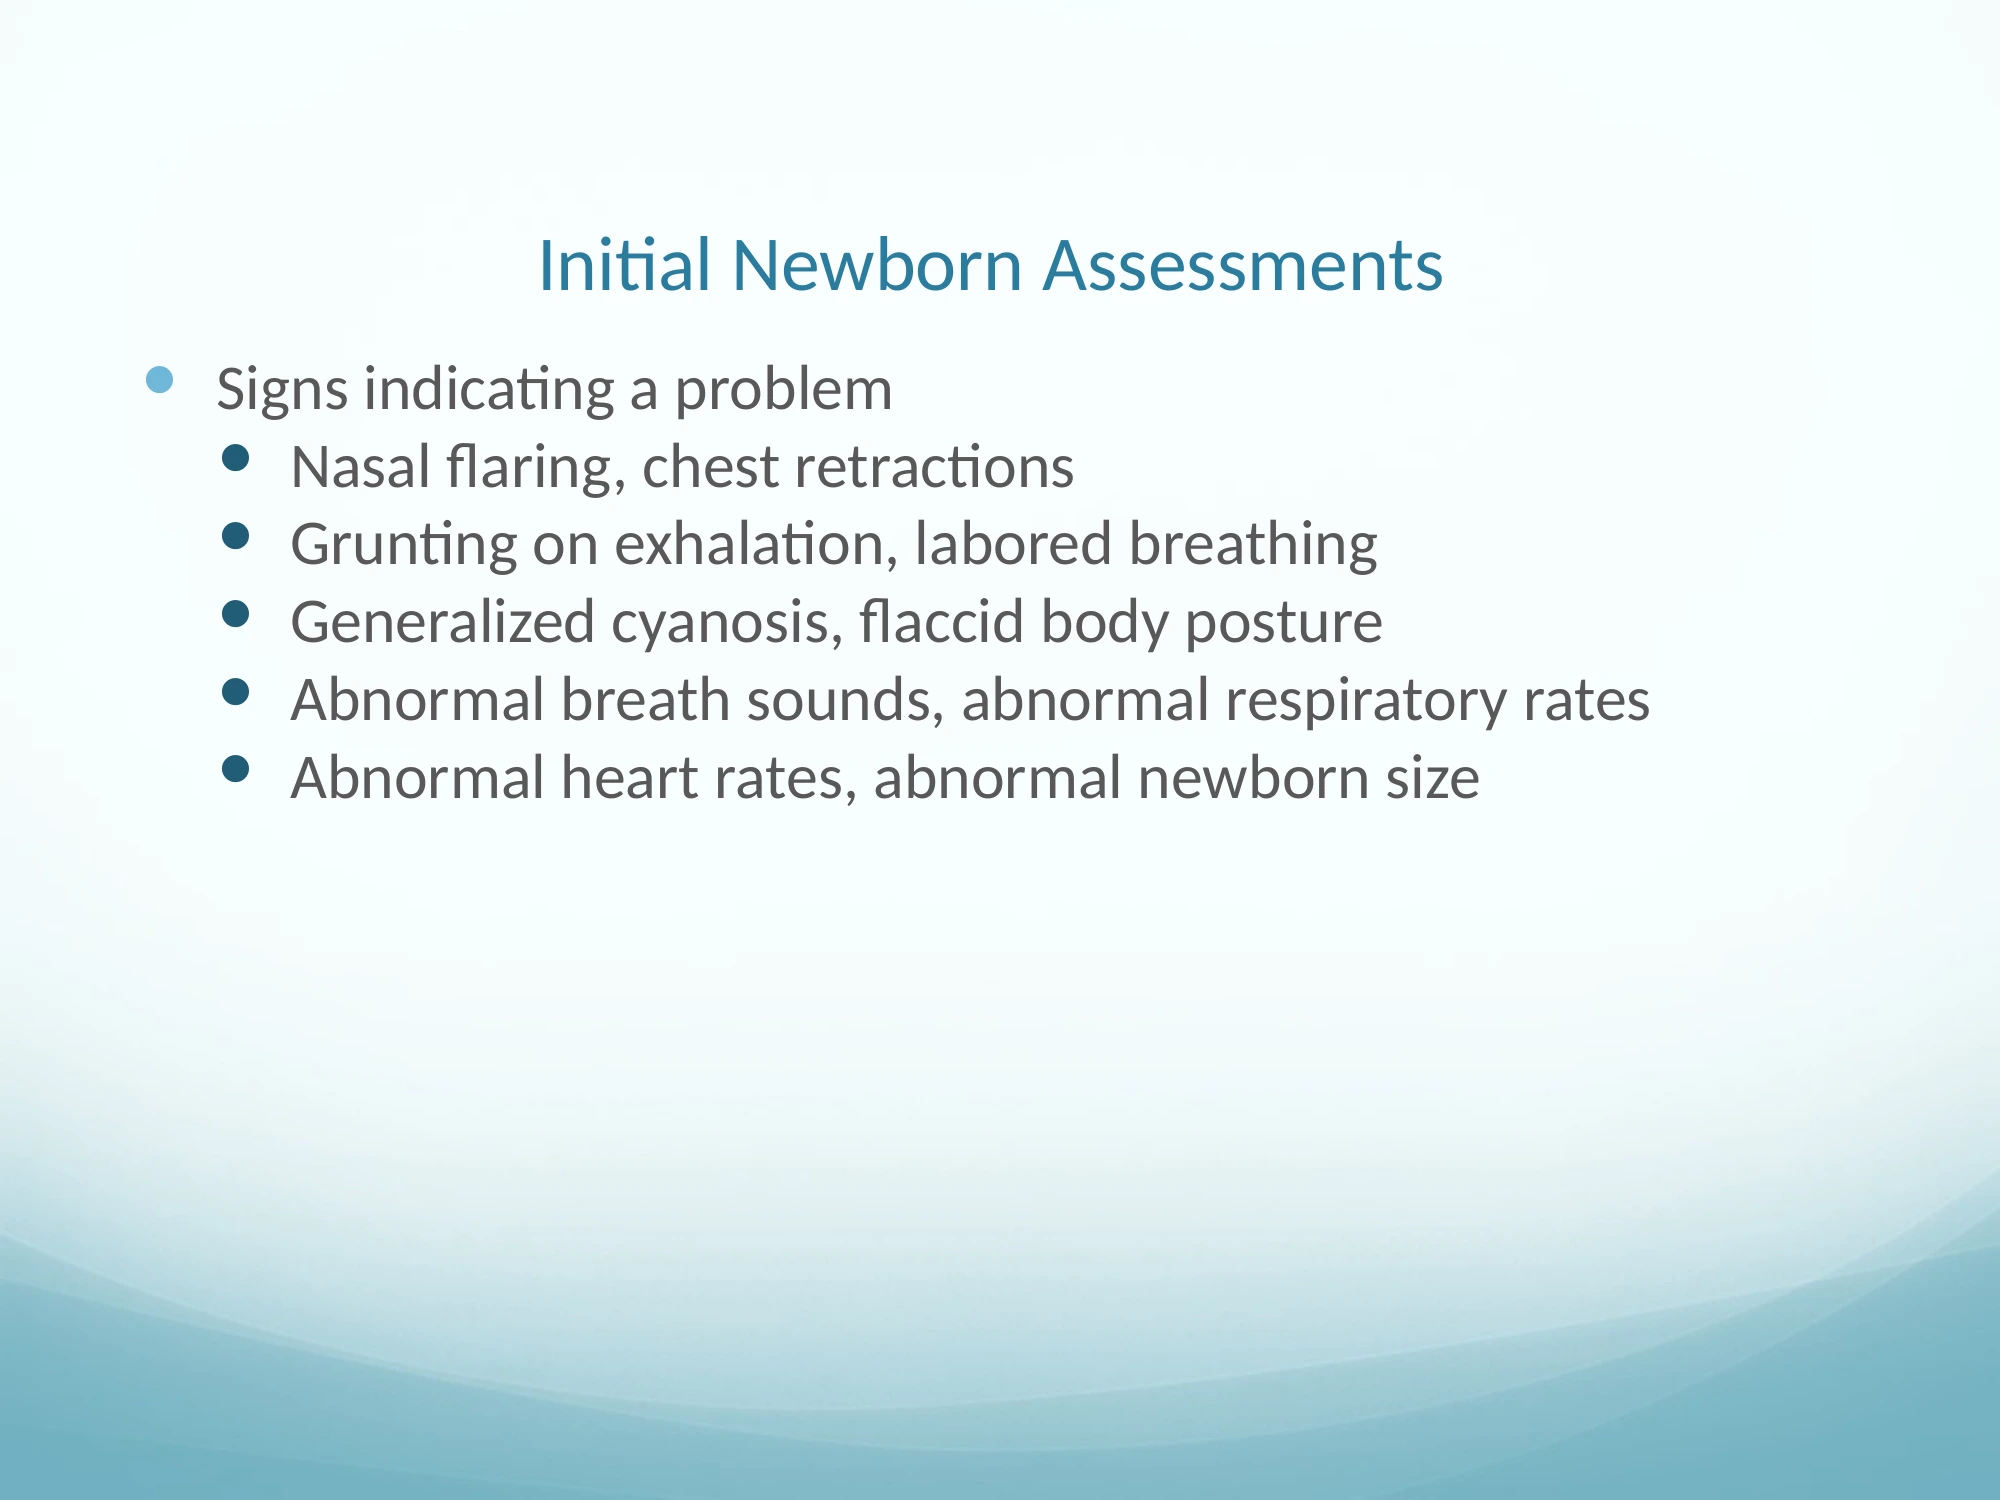 Initial Newborn Assessments
• Signs indicating a problem
• Nasal flaring, chest retractions
• Grunting on exhalation, labored breathing
• Generalized cyanosis, flaccid body posture
• Abnormal breath sounds, abnormal respiratory rates
• Abnormal heart rates, abnormal newborn size